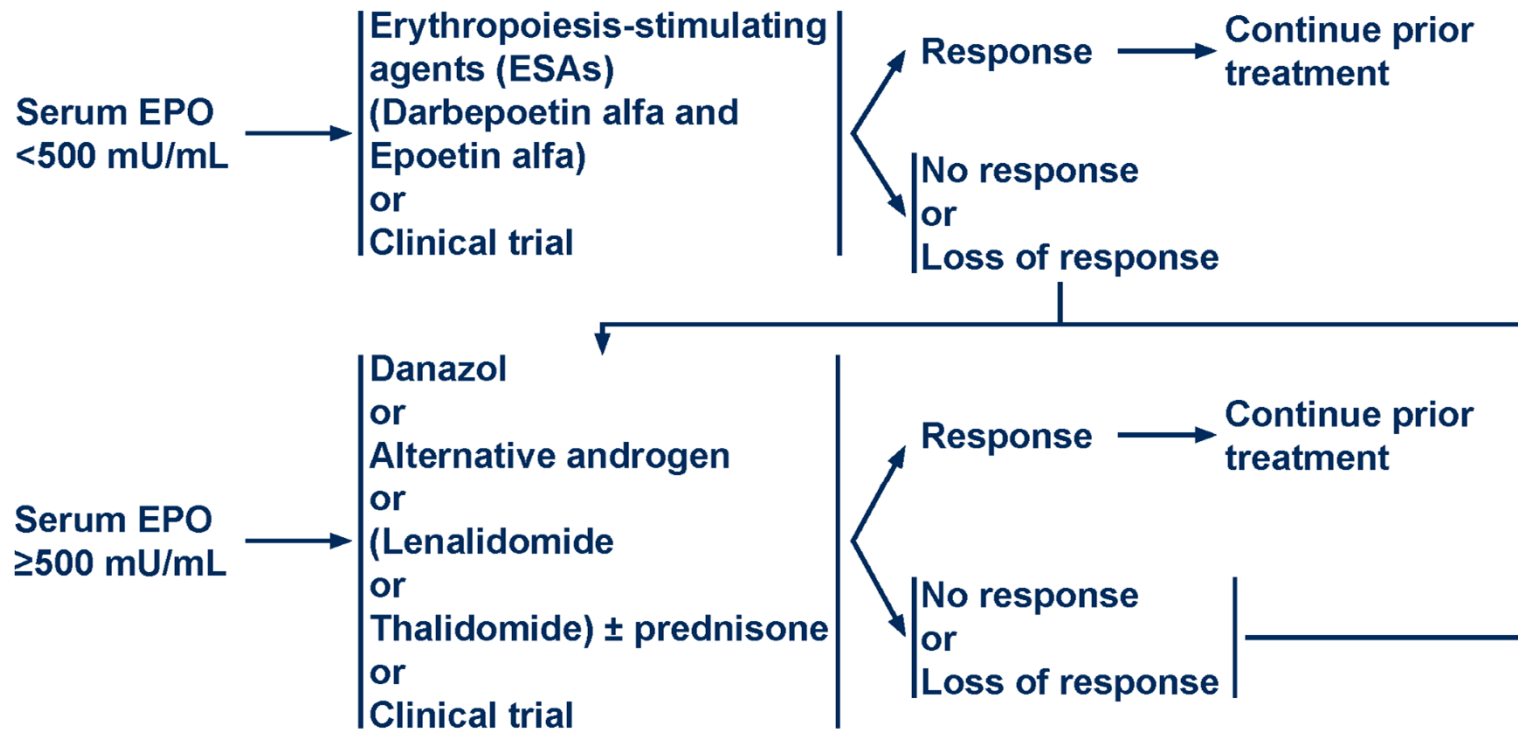 Serum EPO
<500 mU/mL
Erythropoiesis-stimulating
agents (ESAs)
(Darbepoetin alfa and
Epoetin alfa)
or
Clinical trial
Response
Continue prior
treatment
No response
or
Loss of response
Serum EPO
≥500 mU/mL
Danazol
or
Alternative androgen
or
(Lenalidomide
or
Thalidomide) ± prednisone
or
Clinical trial
Response
Continue prior
treatment
No response
or
Loss of response